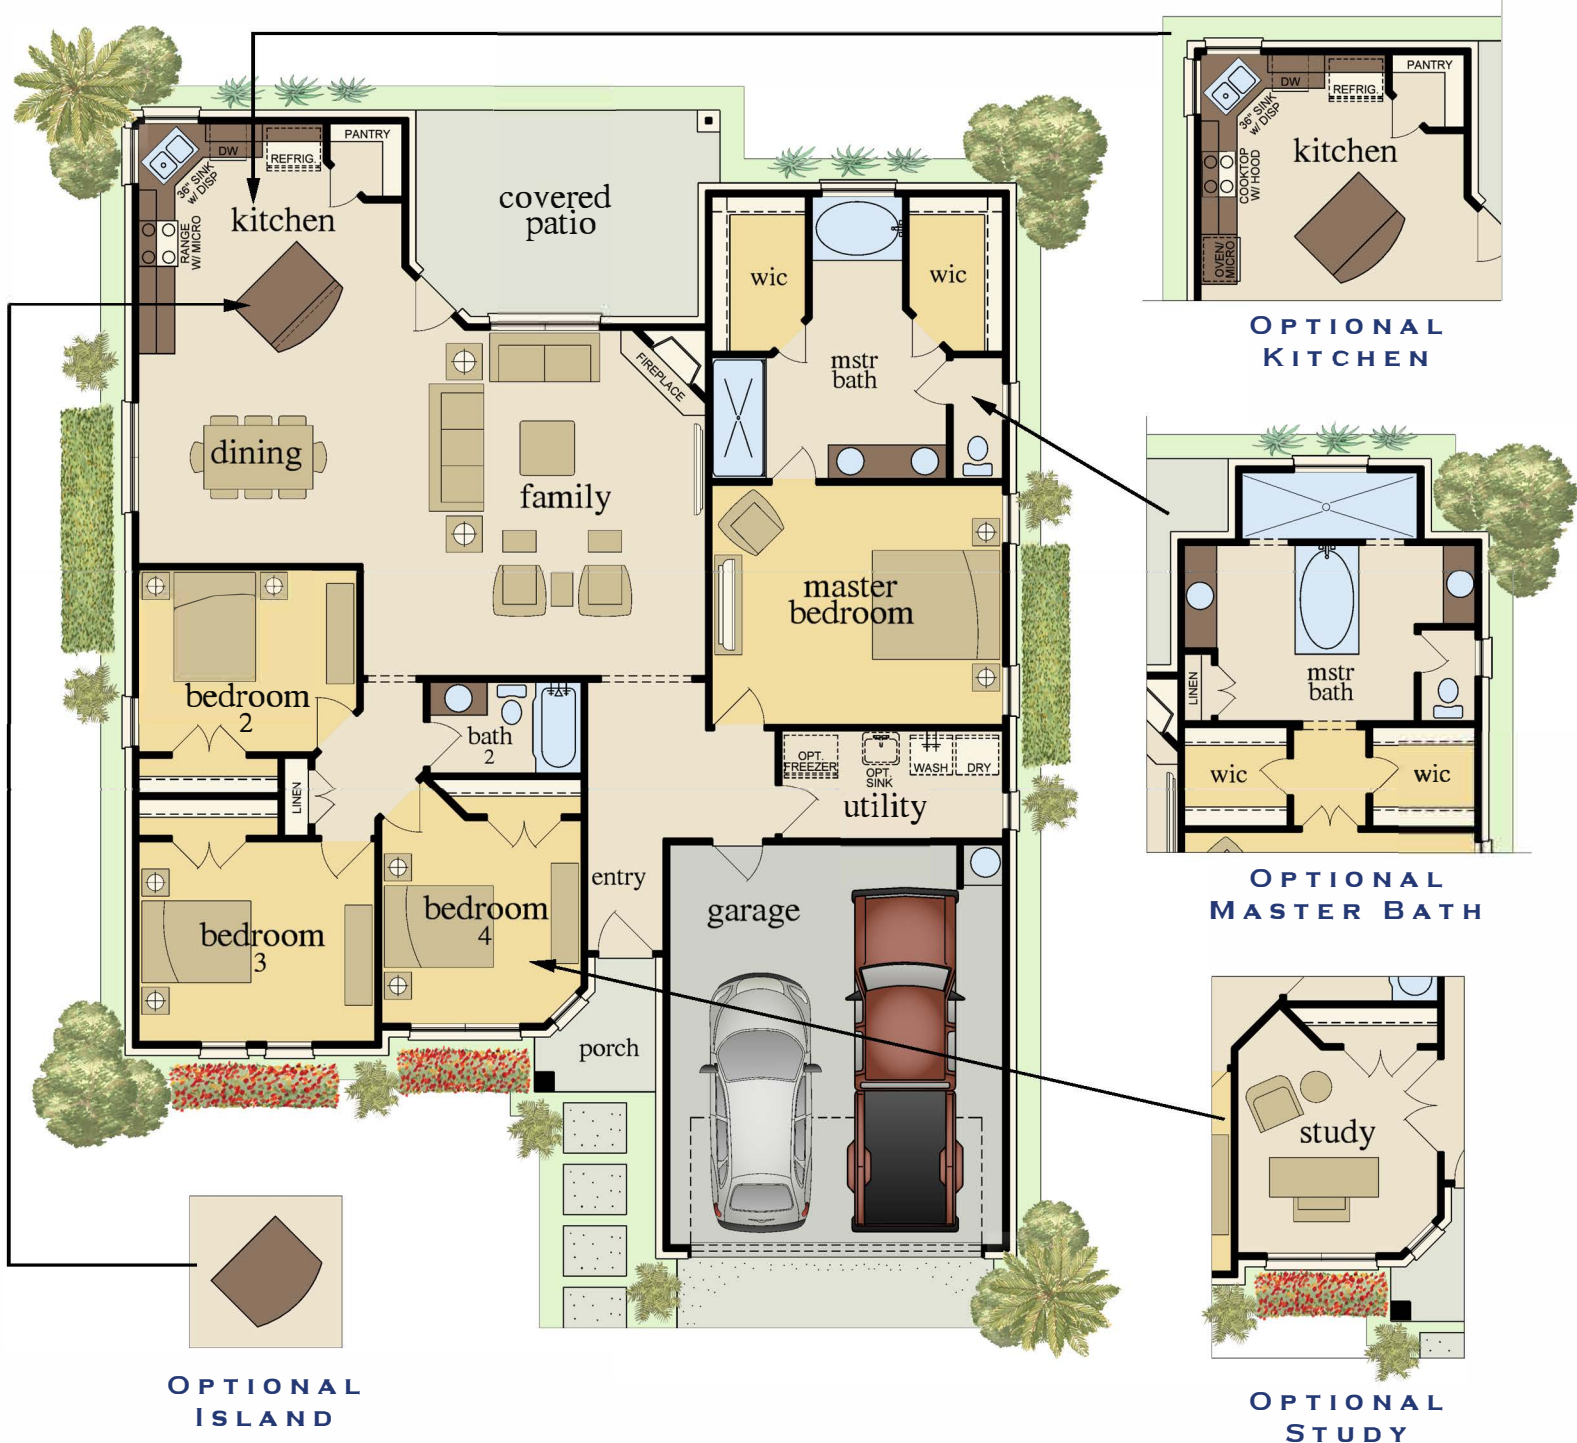 PANTRY
DW
REFRIG.
36" SINK
W/ DISP
kitchen
RANGE
W/ MICRO
covered
patio
wic
wic
mstr
bath
FIREPLACE
dining
family
master
bedroom
bedroom
2
bath
2
LINEN
OPT.
FREEZER
OPT.
SINK
WASH
DRY
utility
entry
garage
bedroom
3
bedroom
4
porch
PANTRY
DW
REFRIG.
36" SINK
W/ DISP
COOKTOP
W/ HOOD
kitchen
OVEN/
MICRO
OPTIONAL
KITCHEN
LINEN
mstr
bath
wic
wic
OPTIONAL
MASTER BATH
study
OPTIONAL
STUDY
OPTIONAL
ISLAND